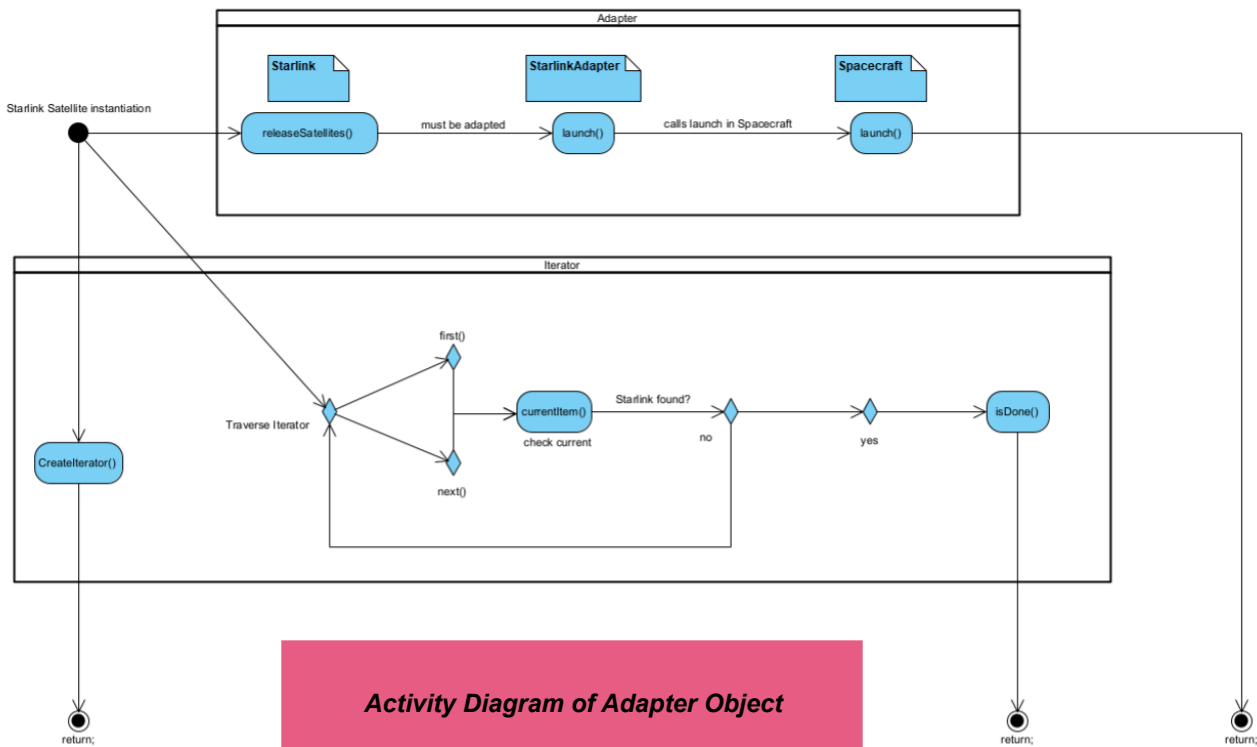 Adapter
Starlink
StarlinkAdapter
Spacecraft
Starlink Satellite instantiation
releaseSatellites()
must be adapted
launch()
calls launch in Spacecraft
launch()
Iterator
first()
Traverse Iterator
currentItem()
check current
Starlink found?
no
yes
isDone()
CreateIterator()
next()
Activity Diagram of Adapter Object
return;
return;
return;